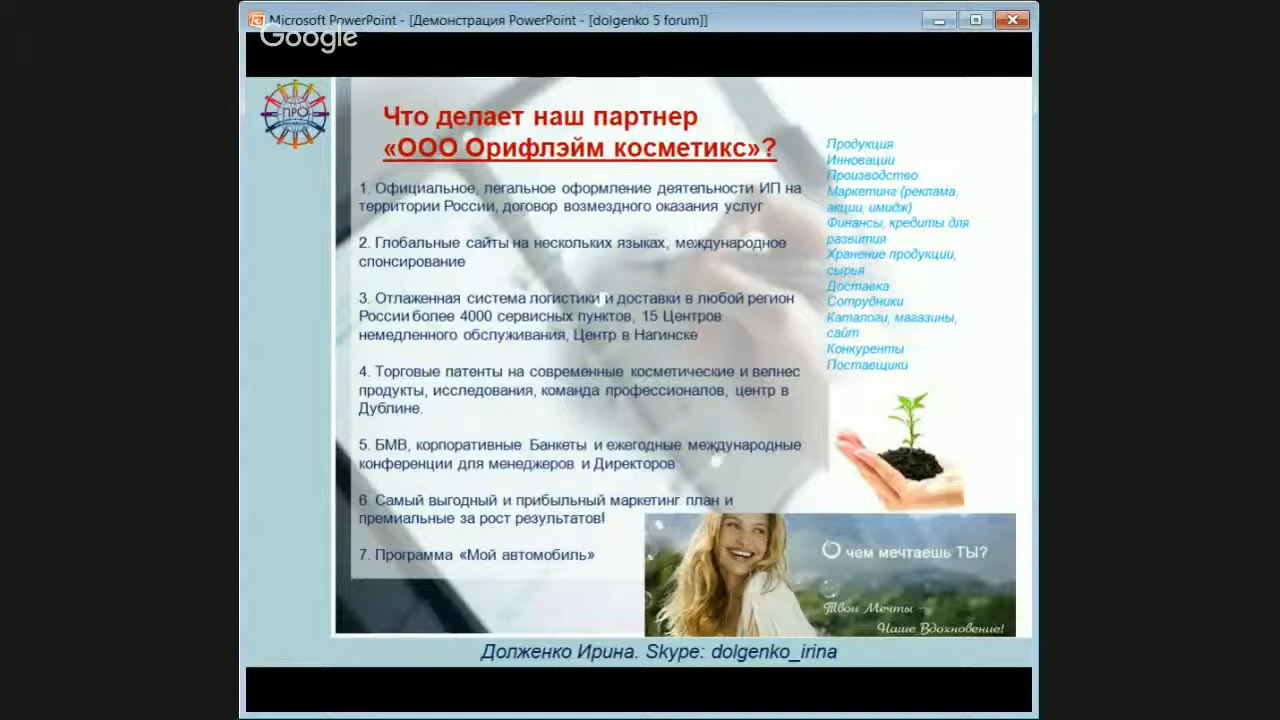 Microsoft PowerPoint - [Демонстрация PowerPoint - [dolgenko 5 forum]]
Google
ПРО
Что делает наш партнер
«ООО Орифлэйм косметикс»?
1. Официальное, легальное оформление деятельности ИП на
территории России, договор возмездного оказания услуг
2. Глобальные сайты на нескольких языках, международное
спонсирование
3. Отлаженная система логистики и доставки в любой регион
России более 4000 сервисных пунктов, 15 Центров
немедленного обслуживания, Центр в Нагинске
4. Торговые патенты на современные косметические и велнес
продукты, исследования, команда профессионалов, центр в
Дублине.
5. БМВ, корпоративные Банкеты и ежегодные международные
конференции для менеджеров и Директоров
6. Самый выгодный и прибыльный маркетинг план и
премиальные за рост результатов!
7. Программа «Мой автомобиль»
Продукция
Инновации
Производство
Маркетинг (реклама,
акции, имидж)
Финансы, кредиты для
развития
Хранение продукции,
сырья
Доставка
Сотрудники
Каталоги, магазины,
сайт
Конкуренты
Поставщики
О чем мечтаешь ТЫ?
Твои Мечты —
Наше Вдохновение!
Долженко Ирина. Skype: dolgenko_irina